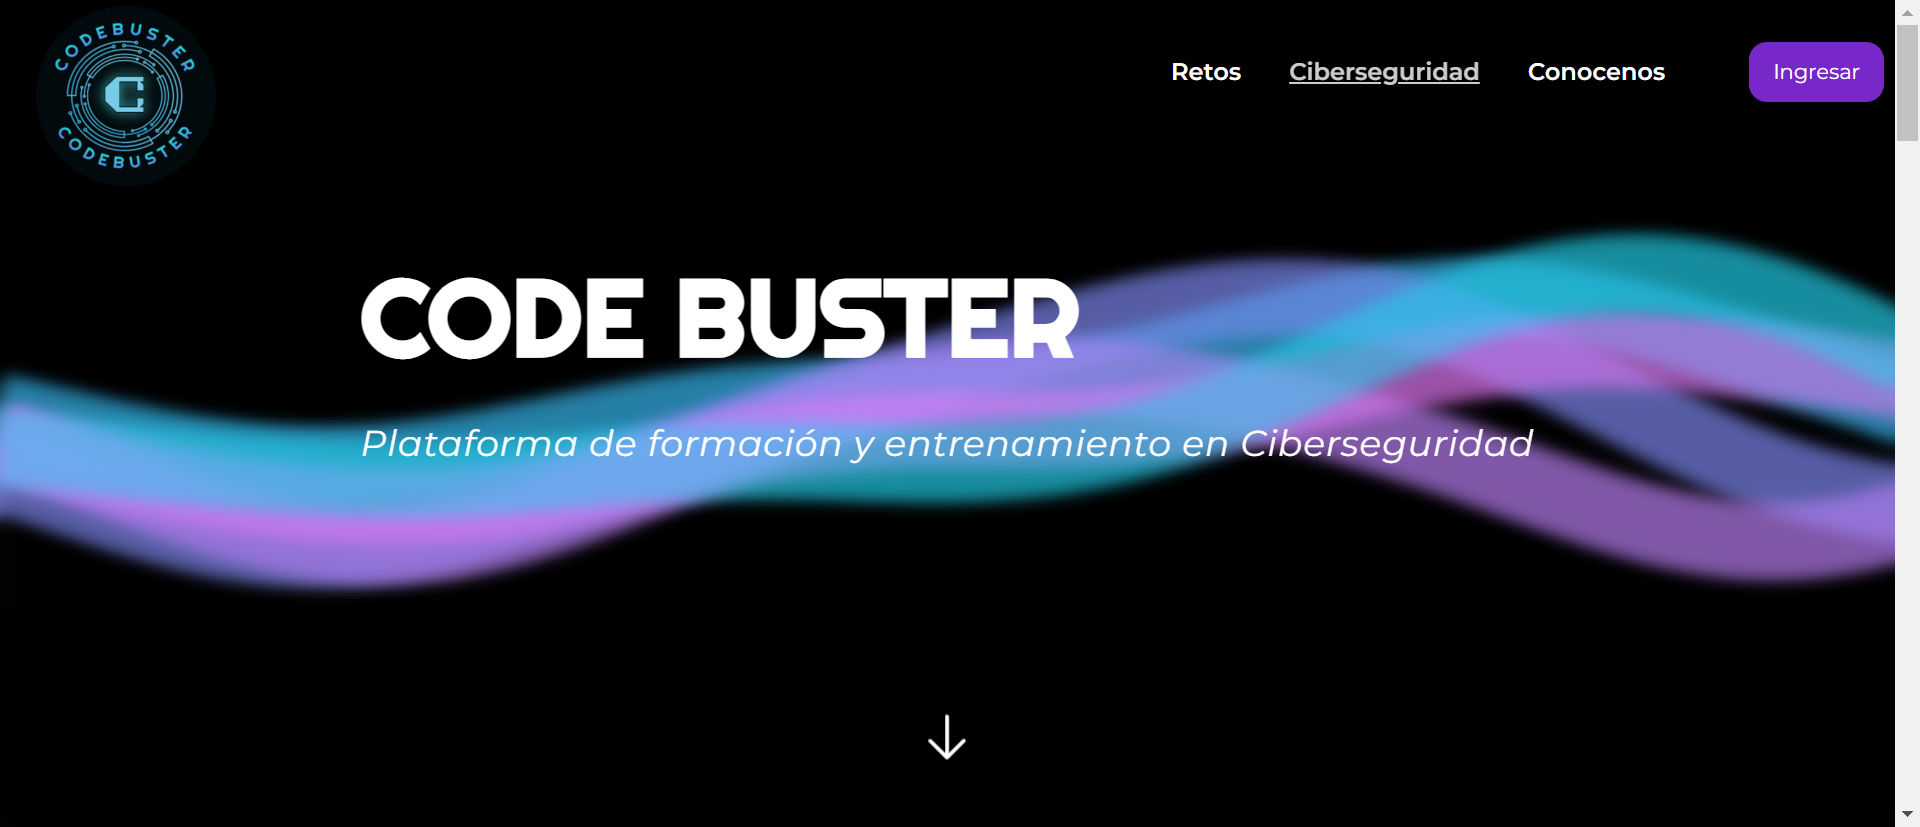 CODEBUSTER
C
CODEBUSTER
Retos Ciberseguridad Conocenos Ingresar
CODE BUSTER
Plataforma de formación y entrenamiento en Ciberseguridad